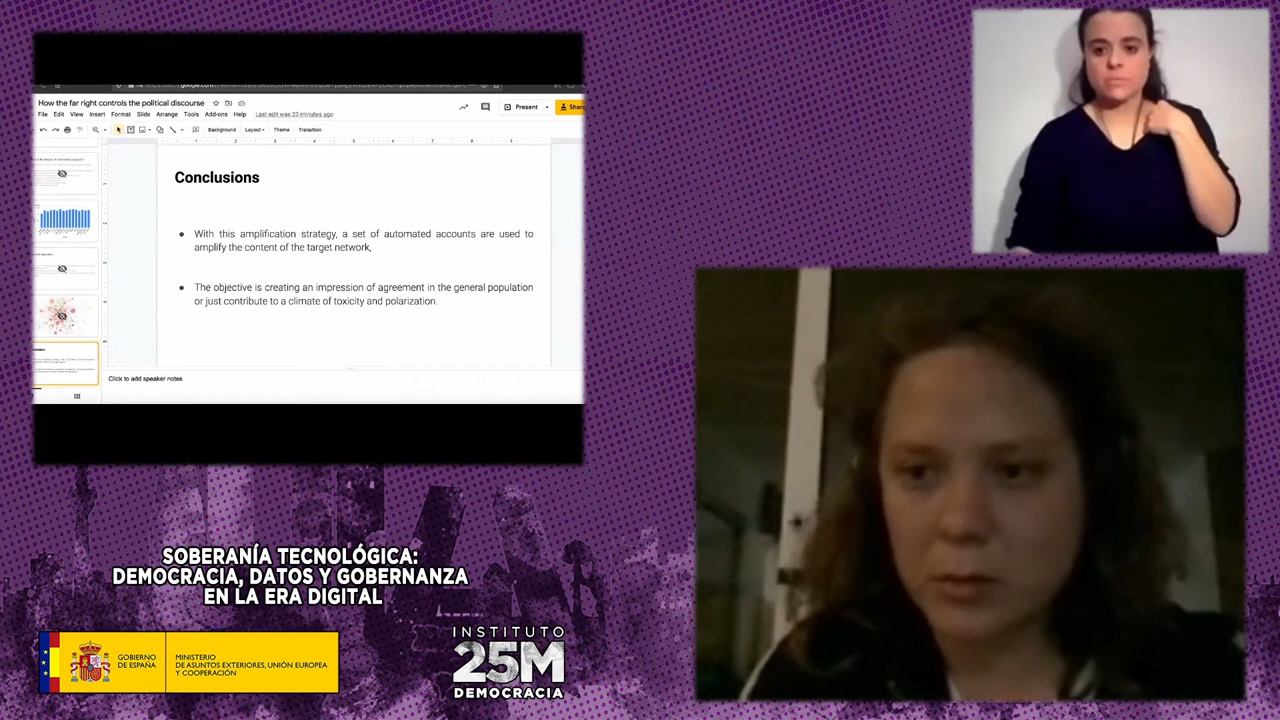 How the far right controls the political discourse
File Edit View Insert Format Slide Arrange Tools Add-ons Help Last edit was 23 minutes ago
Present
Share
Background Layout Theme Transition
Conclusions
With this amplification strategy, a set of automated accounts are used to
amplify the content of the target network,
The objective is creating an impression of agreement in the general population
or just contribute to a climate of toxicity and polarization.
Click to add speaker notes
SOBERANÍA TECNOLÓGICA:
DEMOCRACIA, DATOS Y GOBERNANZA
EN LA ERA DIGITAL
GOBIERNO
DE ESPAÑA
MINISTERIO
DE ASUNTOS EXTERIORES, UNIÓN EUROPEA
Y COOPERACIÓN
INSTITUTO
25M
DEMOCRACIA